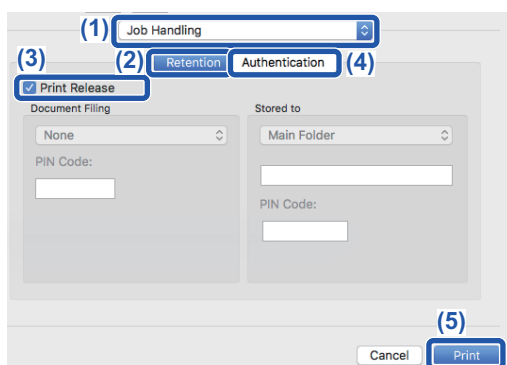 (1) Job Handling
(3) (2) Retention Authentication (4)
Print Release
Document Filing Stored to
None Main Folder
PIN Code:
PIN Code:
(5)
Cancel Print